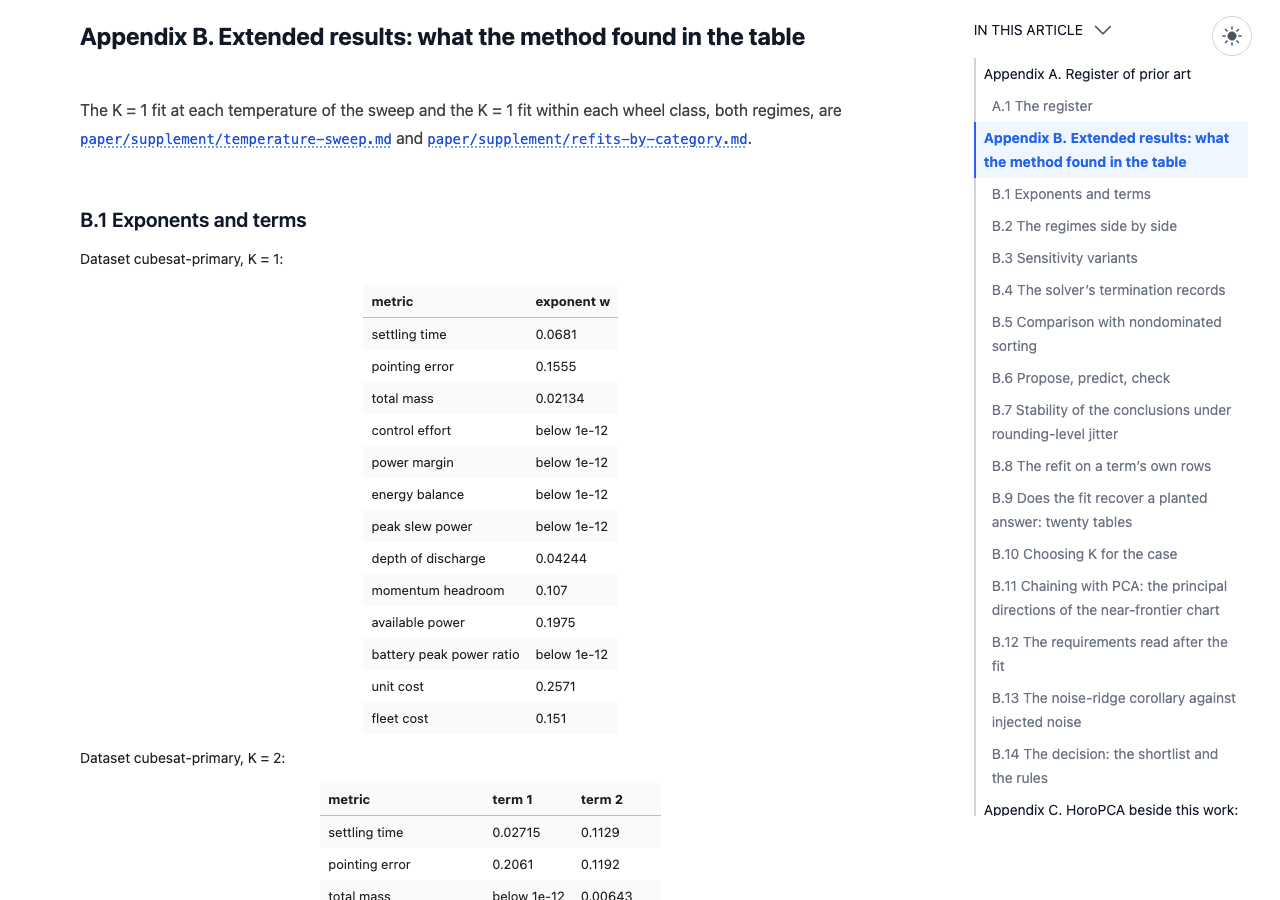 Appendix B. Extended results: what the method found in the table
The K = 1 fit at each temperature of the sweep and the K = 1 fit within each wheel class, both regimes, are
paper/supplement/temperature-sweep.md and paper/supplement/refits-by-category.md.
B.1 Exponents and terms
Dataset cubesat-primary, K = 1:
metric exponent w
settling time 0.0681
pointing error 0.1555
total mass 0.02134
control effort below 1e-12
power margin below 1e-12
energy balance below 1e-12
peak slew power below 1e-12
depth of discharge 0.04244
momentum headroom 0.107
available power 0.1975
battery peak power ratio below 1e-12
unit cost 0.2571
fleet cost 0.151
Dataset cubesat-primary, K = 2:
metric term 1 term 2
settling time 0.02715 0.1129
pointing error 0.2061 0.1192
total mass below 1e-12 0.00643
IN THIS ARTICLE
Appendix A. Register of prior art
A.1 The register
Appendix B. Extended results: what
the method found in the table
B.1 Exponents and terms
B.2 The regimes side by side
B.3 Sensitivity variants
B.4 The solver’s termination records
B.5 Comparison with nondominated
sorting
B.6 Propose, predict, check
B.7 Stability of the conclusions under
rounding-level jitter
B.8 The refit on a term’s own rows
B.9 Does the fit recover a planted
answer: twenty tables
B.10 Choosing K for the case
B.11 Chaining with PCA: the principal
directions of the near-frontier chart
B.12 The requirements read after the
fit
B.13 The noise-ridge corollary against
injected noise
B.14 The decision: the shortlist and
the rules
Appendix C. HoroPCA beside this work: